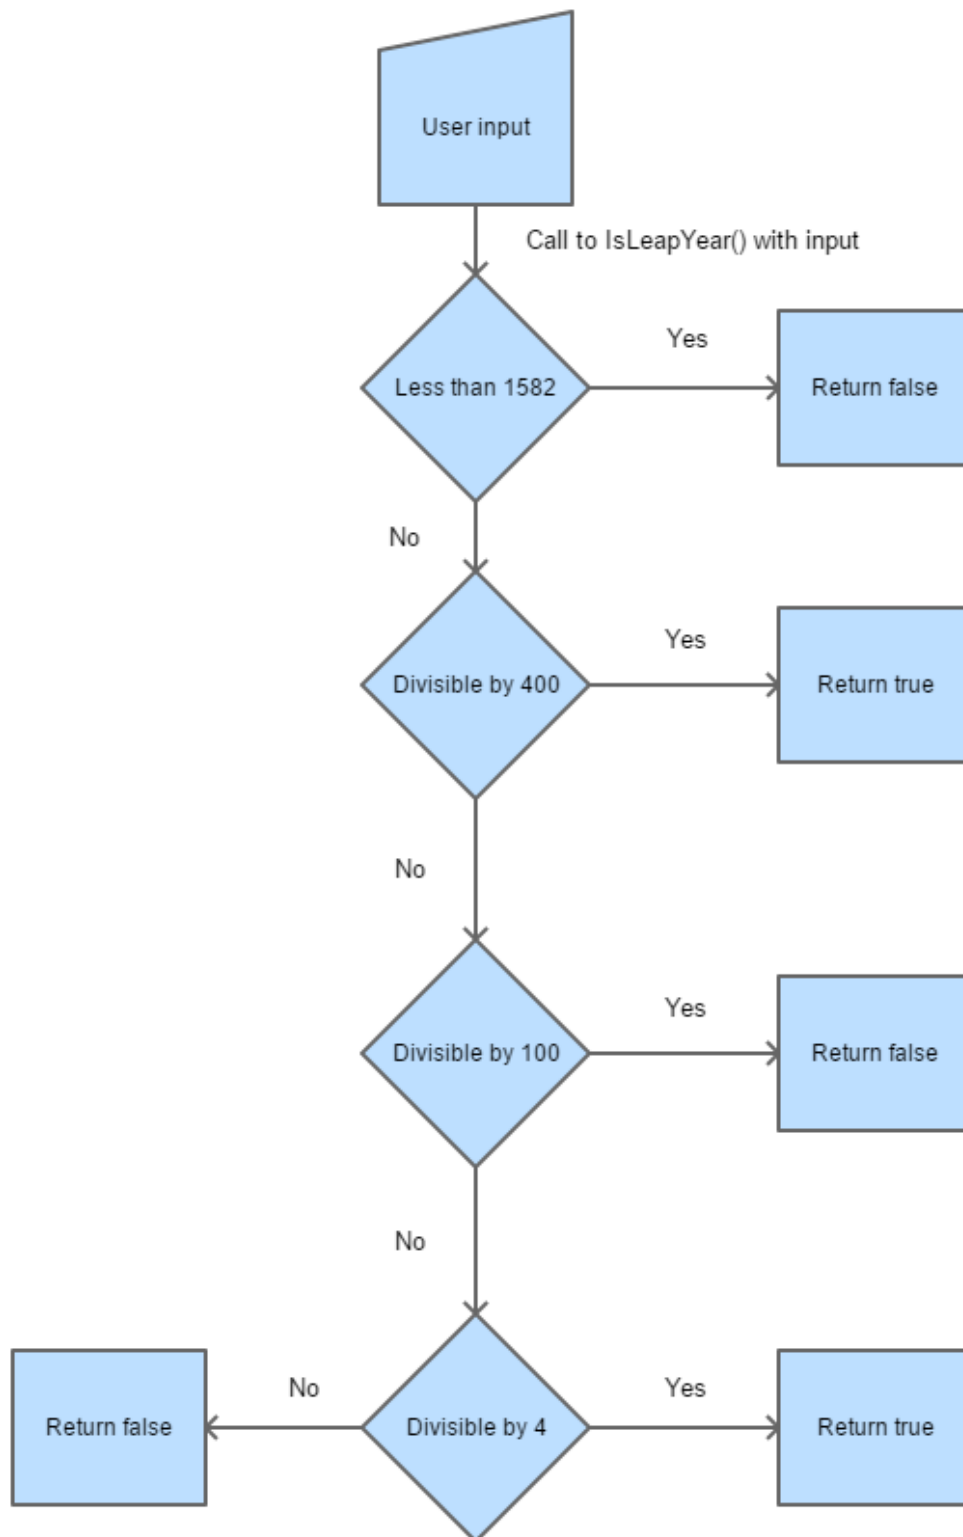 User input
Call to IsLeapYear() with input
Less than 1582
Yes
Return false
No
Divisible by 400
Yes
Return true
No
Divisible by 100
Yes
Return false
No
Return false
No
Divisible by 4
Yes
Return true